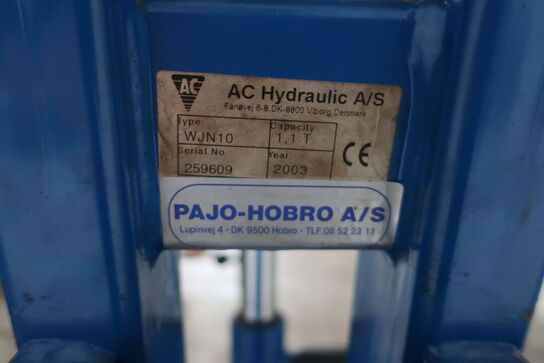 AC
AC Hydraulic A/S
Fanøvej 6-8 DK-8800 Viborg Denmark
Type
Capacity
WJN10
1,1 T
Serial No.
Year
259609
2003
CE
PAJO-HOBRO A/S
Lupinvej 4 - DK 9500 Hobro - TLF.08 52 23 11